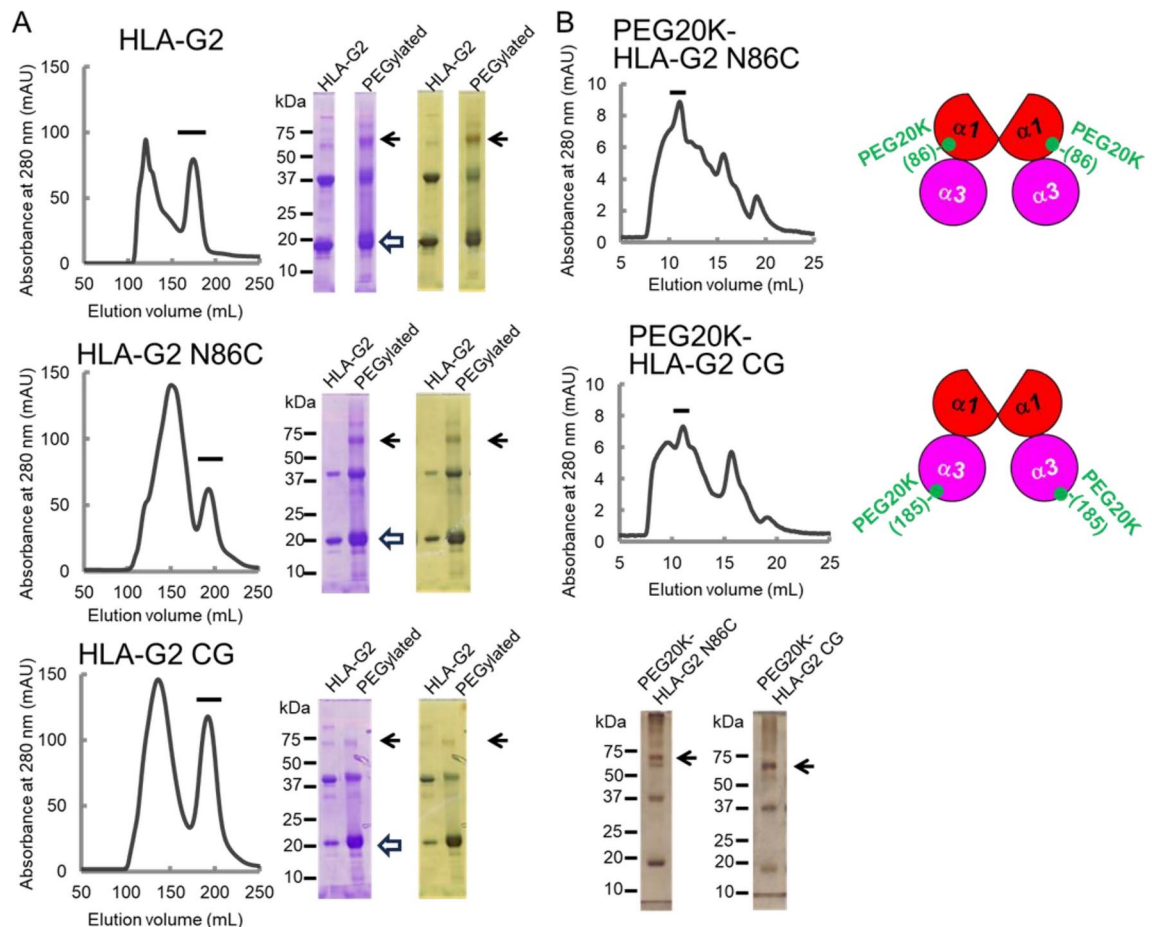 A
HLA-G2
Absorbance at 280 nm (mAU)
150
100
50
0
50 100 150 200 250
Elution volume (mL)
HLA-G2
PEGylated
HLA-G2
PEGylated
kDa
75
50
37
25
20
10
HLA-G2 N86C
Absorbance at 280 nm (mAU)
150
100
50
0
50 100 150 200 250
Elution volume (mL)
HLA-G2
PEGylated
HLA-G2
PEGylated
kDa
75
50
37
25
20
10
HLA-G2 CG
Absorbance at 280 nm (mAU)
150
100
50
0
50 100 150 200 250
Elution volume (mL)
HLA-G2
PEGylated
HLA-G2
PEGylated
kDa
75
50
37
25
20
10
B
PEG20K-
HLA-G2 N86C
Absorbance at 280 nm (mAU)
10
8
6
4
2
0
5 10 15 20 25
Elution volume (mL)
α1 α1
PEG20K
(86)-
PEG20K
-(86)
α3 α3
PEG20K-
HLA-G2 CG
Absorbance at 280 nm (mAU)
10
8
6
4
2
0
5 10 15 20 25
Elution volume (mL)
α1 α1
α3 α3
PEG20K
(185)-
PEG20K
-(185)
PEG20K-
HLA-G2 N86C
kDa
75
50
37
25
20
10
PEG20K-
HLA-G2 CG
kDa
75
50
37
25
20
10